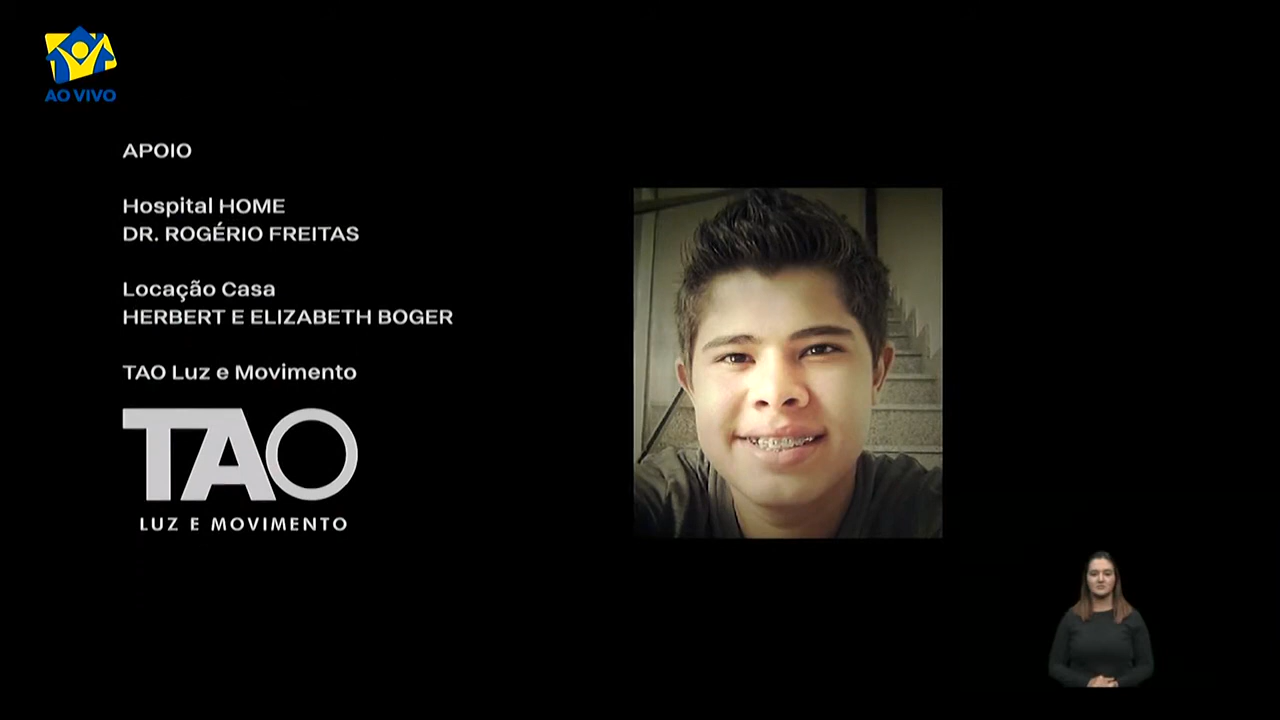 AO VIVO
APOIO
Hospital HOME
DR. ROGÉRIO FREITAS
Locação Casa
HERBERT E ELIZABETH BOGER
TAO Luz e Movimento
TAO
LUZ E MOVIMENTO